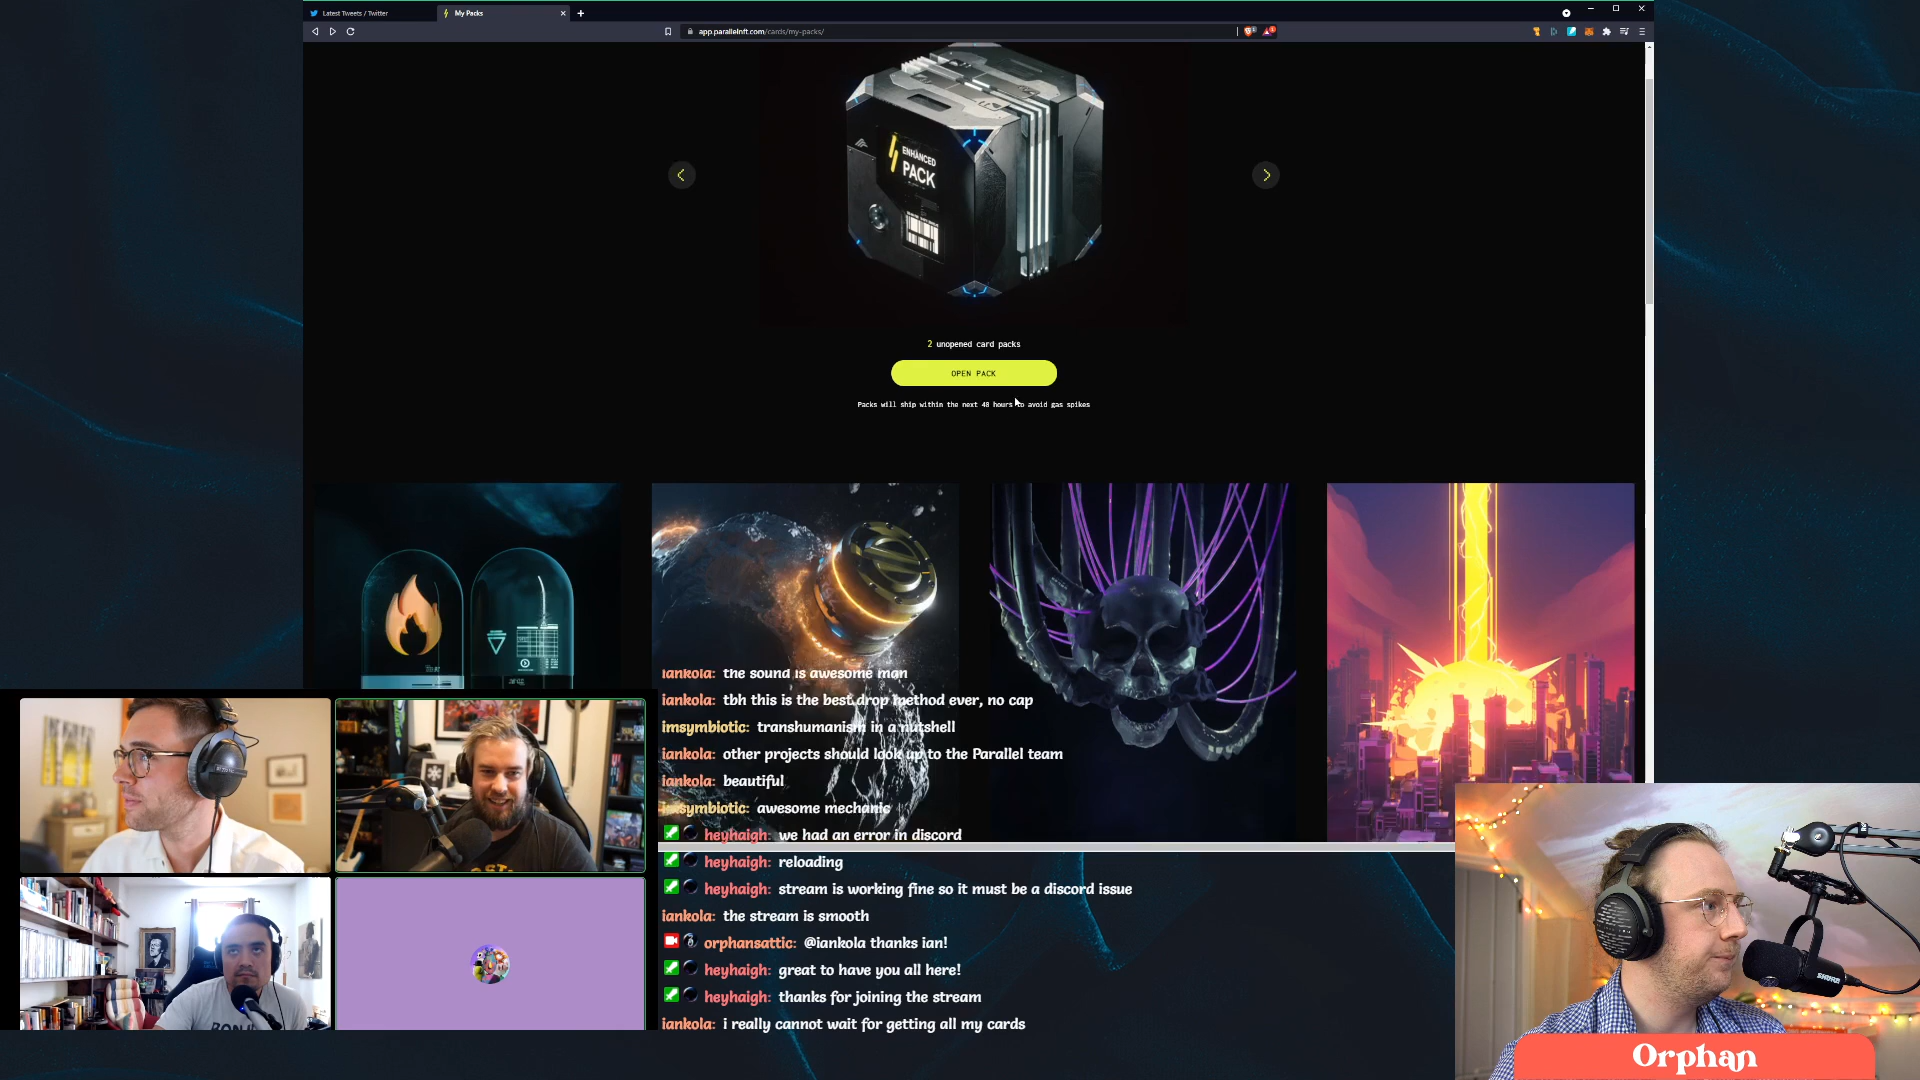 Latest Tweets / Twitter
My Packs
app.parallelnft.com/cards/my-packs/
ENHANCED
PACK
2 unopened card packs
OPEN PACK
Packs will ship within the next 48 hours to avoid gas spikes
iankola: the sound is awesome man
iankola: tbh this is the best drop method ever, no cap
imsymbiotic: transhumanism in a nutshell
iankola: other projects should look up to the Parallel team
iankola: beautiful
imsymbiotic: awesome mechanic
heyhaigh: we had an error in discord
heyhaigh: reloading
heyhaigh: stream is working fine so it must be a discord issue
iankola: the stream is smooth
orphansattic: @iankola thanks ian!
heyhaigh: great to have you all here!
heyhaigh: thanks for joining the stream
iankola: i really cannot wait for getting all my cards
SHURE
Orphan